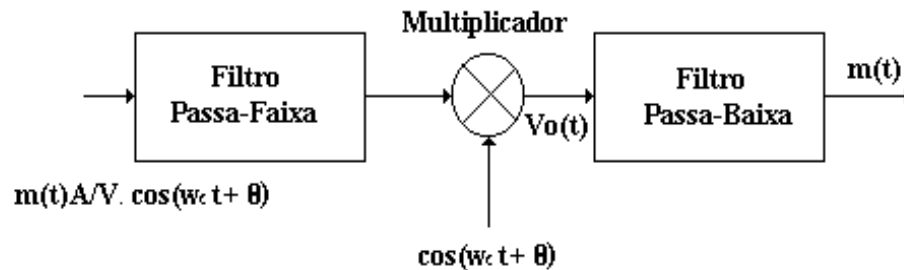 Multiplicador
Filtro
Passa-Faixa
Filtro
Passa-Baixa
m(t)
Vo(t)
m(t)A/V. cos(wc t+ θ)
cos(wc t+ θ)